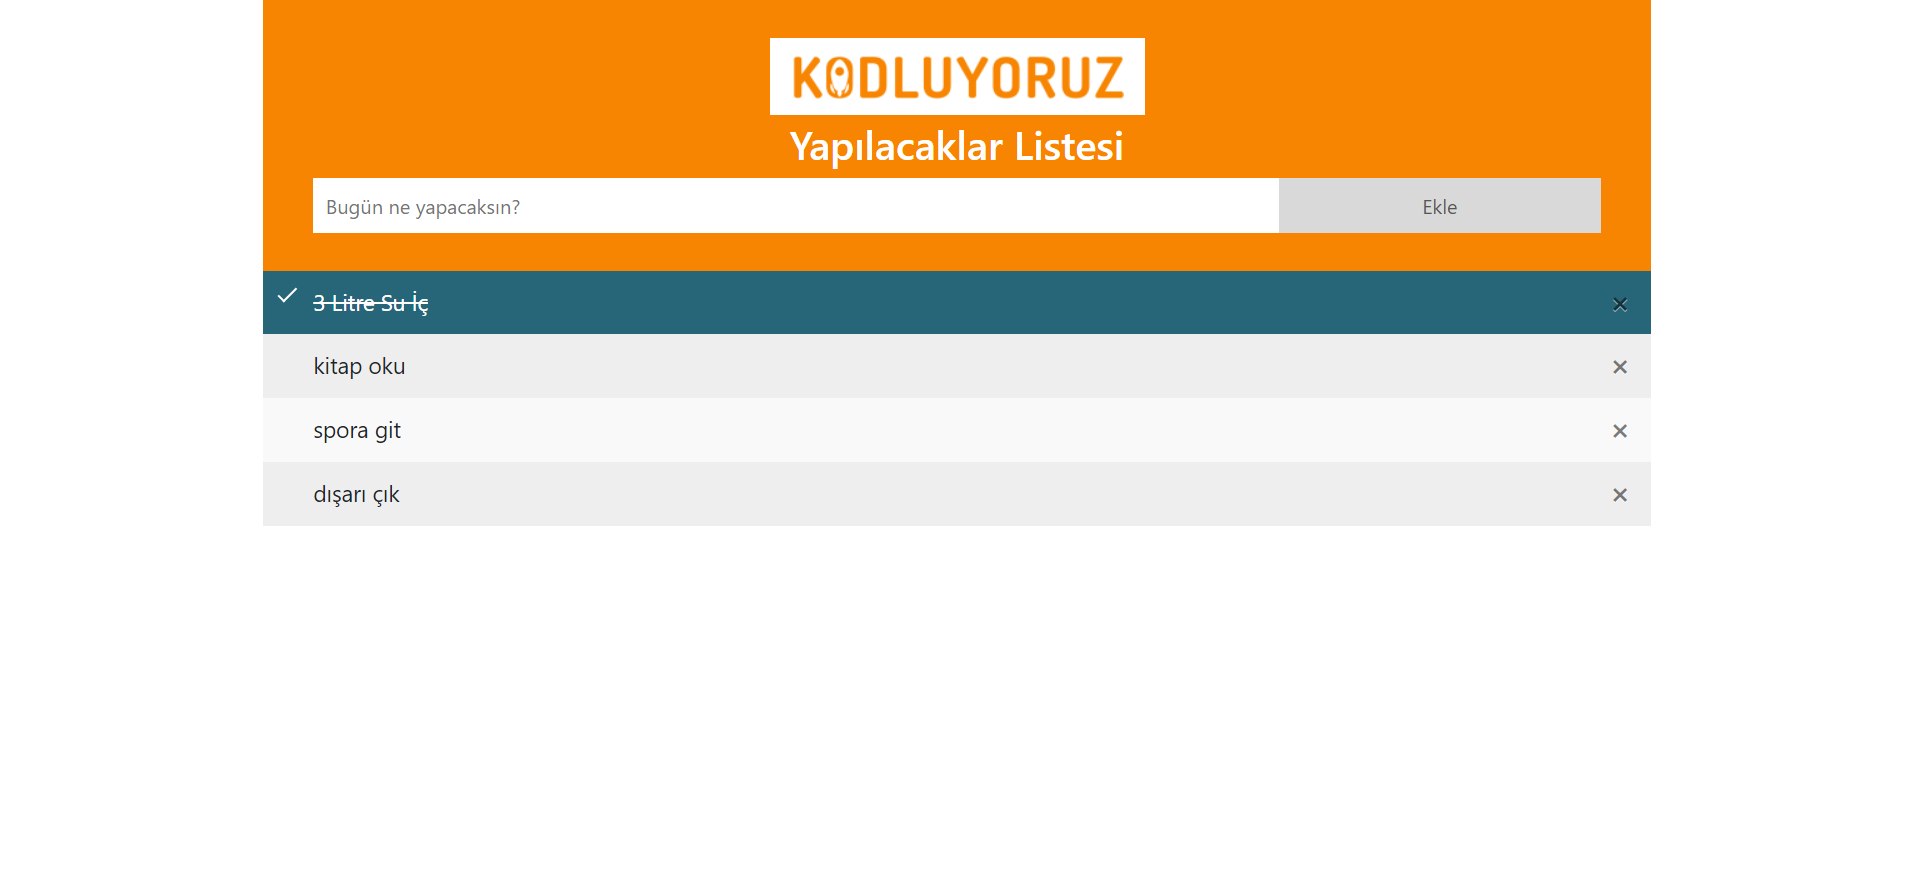 KODLUYORUZ
Yapılacaklar Listesi
Bugün ne yapacaksın?
Ekle
3 Litre Su İç
kitap oku
spora git
dışarı çık